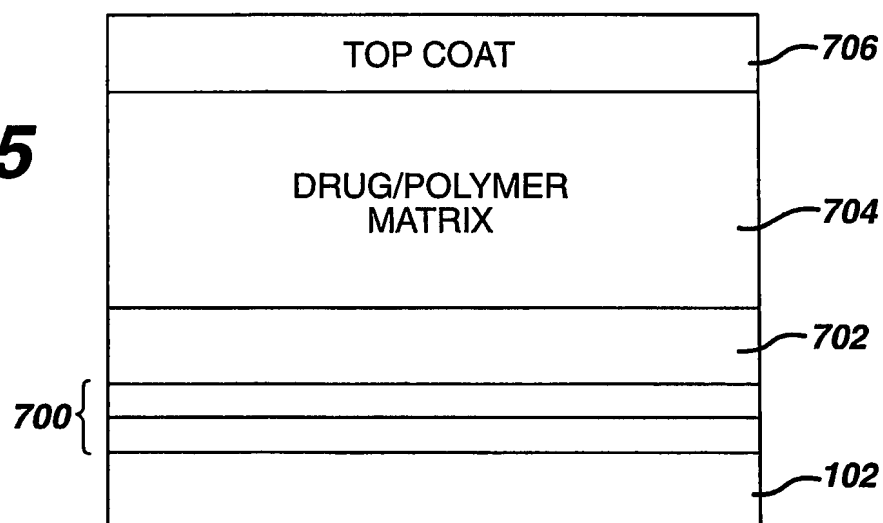 TOP COAT
706
5
DRUG/POLYMER
MATRIX
704
702
700
102